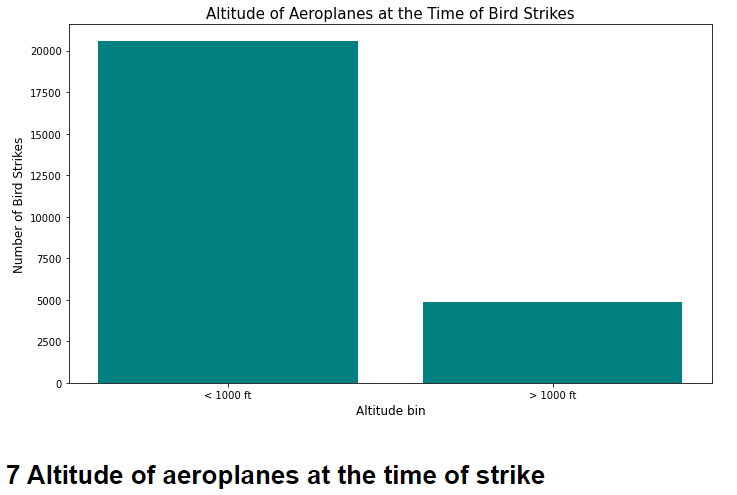 Altitude of Aeroplanes at the Time of Bird Strikes
Number of Bird Strikes
20000
17500
15000
12500
10000
7500
5000
2500
0
< 1000 ft
> 1000 ft
Altitude bin
7 Altitude of aeroplanes at the time of strike